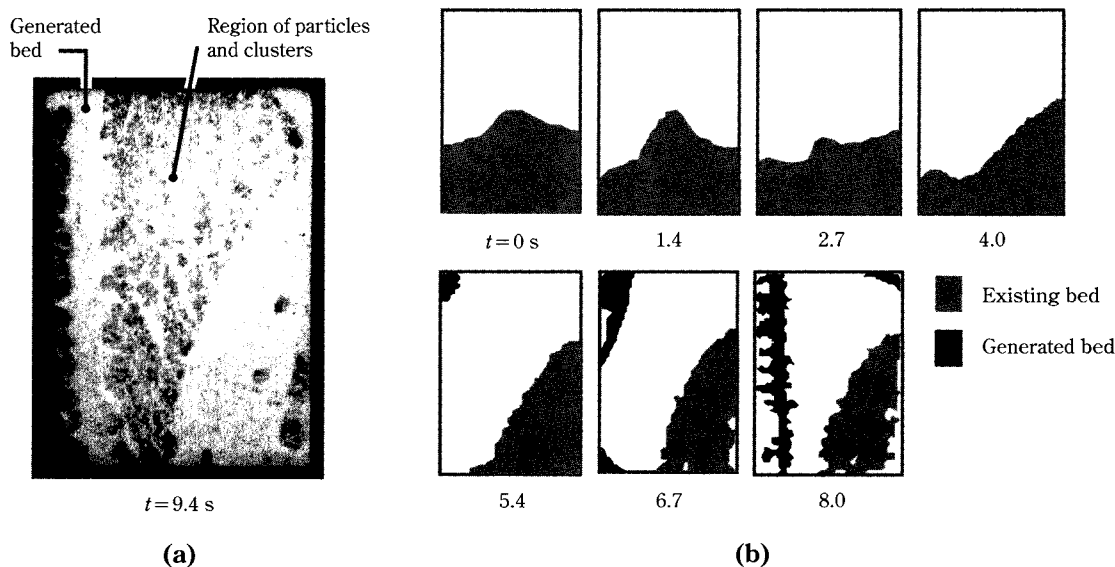 Generated
bed
Region of particles
and clusters
t=9.4 s
(a)
t=0 s
1.4
2.7
4.0
5.4
6.7
8.0
Existing bed
Generated bed
(b)